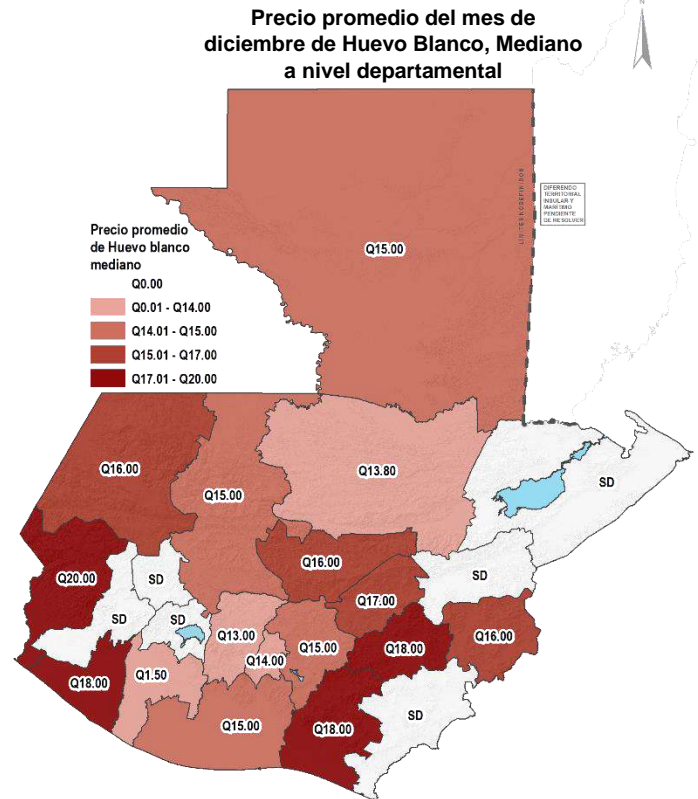 Precio promedio del mes de
diciembre de Huevo Blanco, Mediano
a nivel departamental
N
LIMITES NO DEFINIDOS
DIFERENDO
TERRITORIAL
INSULAR Y
MARITIMO
PENDIENTE
DE RESOLVER
Precio promedio
de Huevo blanco
mediano
Q0.00
Q0.01 - Q14.00
Q14.01 - Q15.00
Q15.01 - Q17.00
Q17.01 - Q20.00
Q15.00
Q16.00
Q15.00
Q13.80
SD
Q20.00
SD
SD
SD
Q16.00
Q17.00
SD
Q13.00
Q14.00
Q15.00
Q18.00
Q16.00
Q18.00
Q1.50
Q15.00
Q18.00
SD